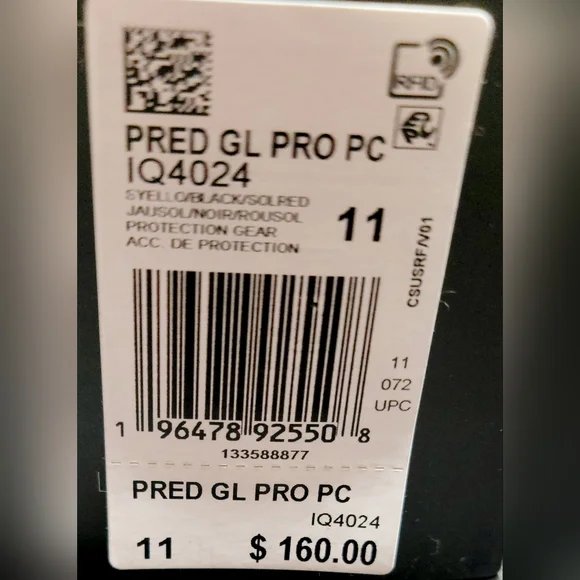 RFID
PRED GL PRO PC
IQ4024
SYELLO/BLACK/SOLRED
JAUSOL/NOIR/ROUSOL
PROTECTION GEAR
ACC. DE PROTECTION
11
CSUSRF/V01
11
072
UPC
1 96478 92550 8
133588877
PRED GL PRO PC
IQ4024
11 $ 160.00